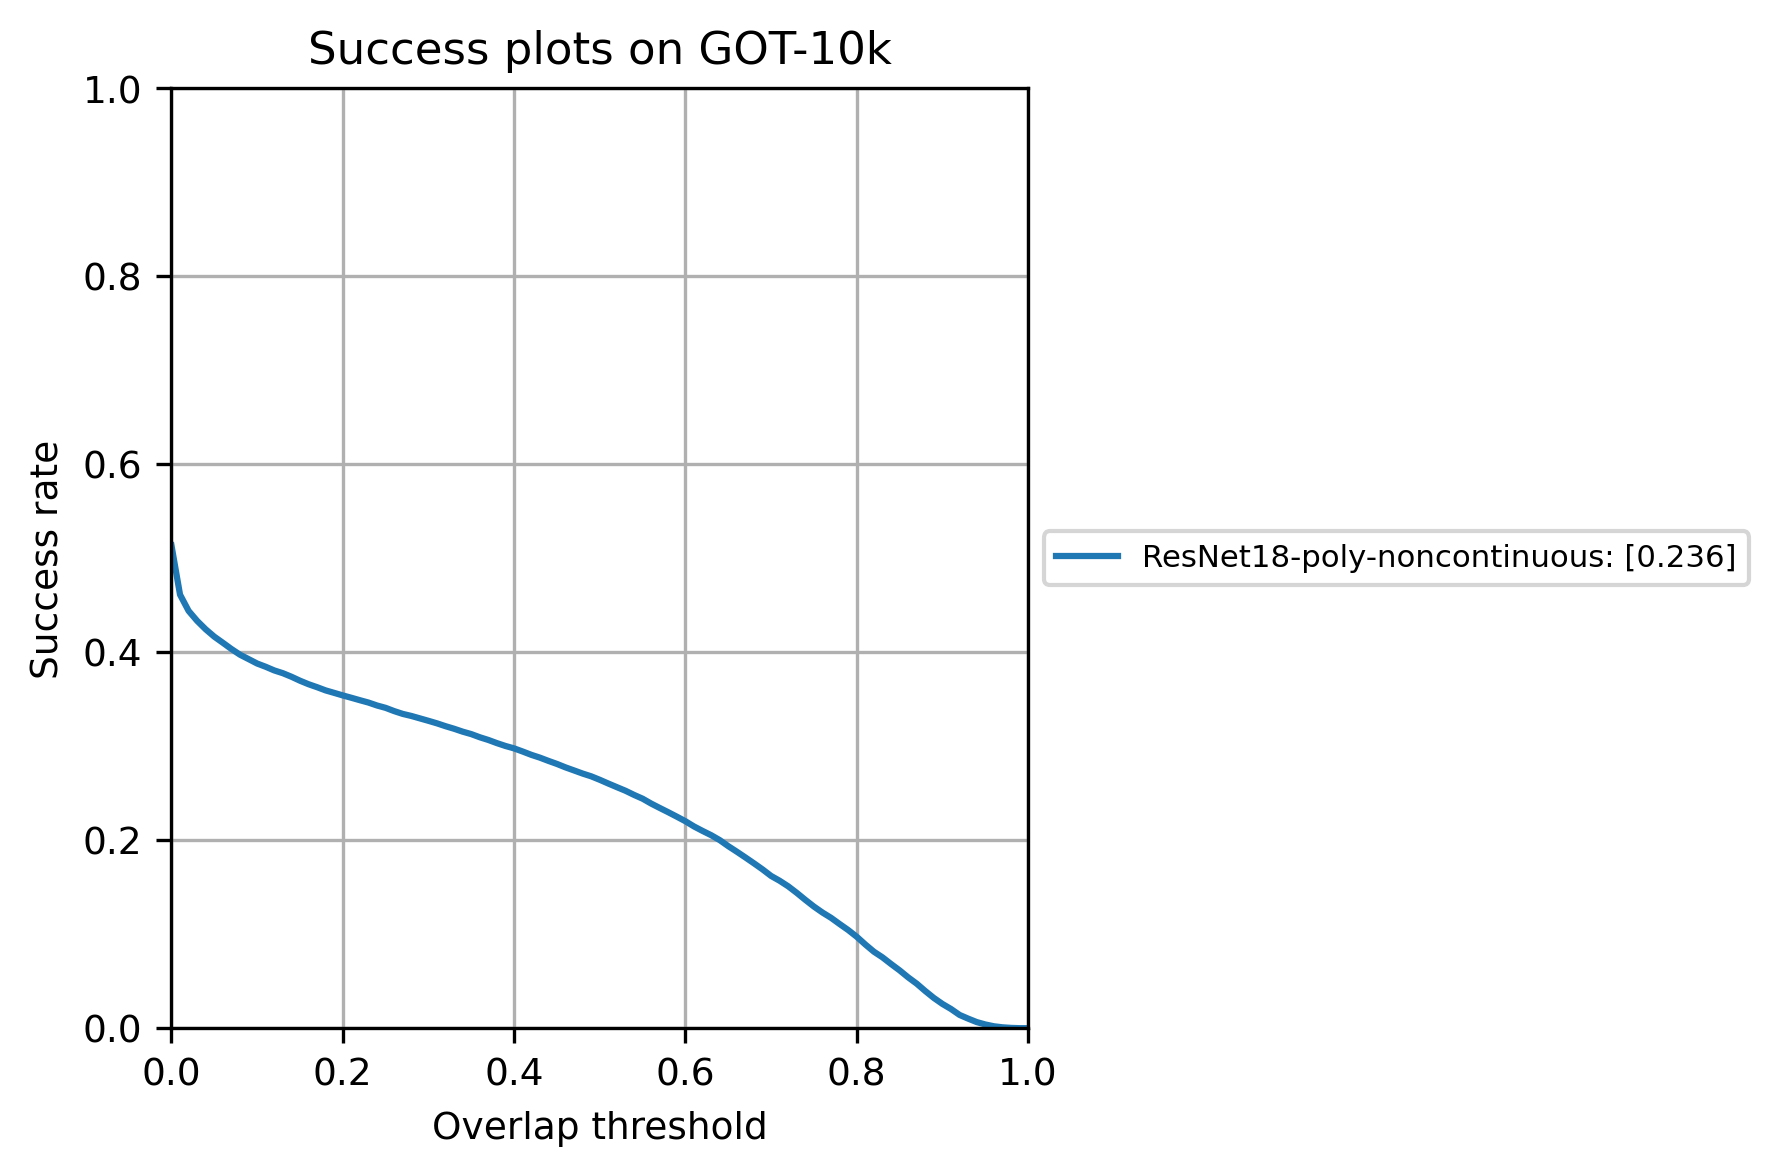 Success plots on GOT-10k
1.0
0.8
0.6
0.4
0.2
0.0
Success rate
0.0 0.2 0.4 0.6 0.8 1.0
Overlap threshold
ResNet18-poly-noncontinuous: [0.236]